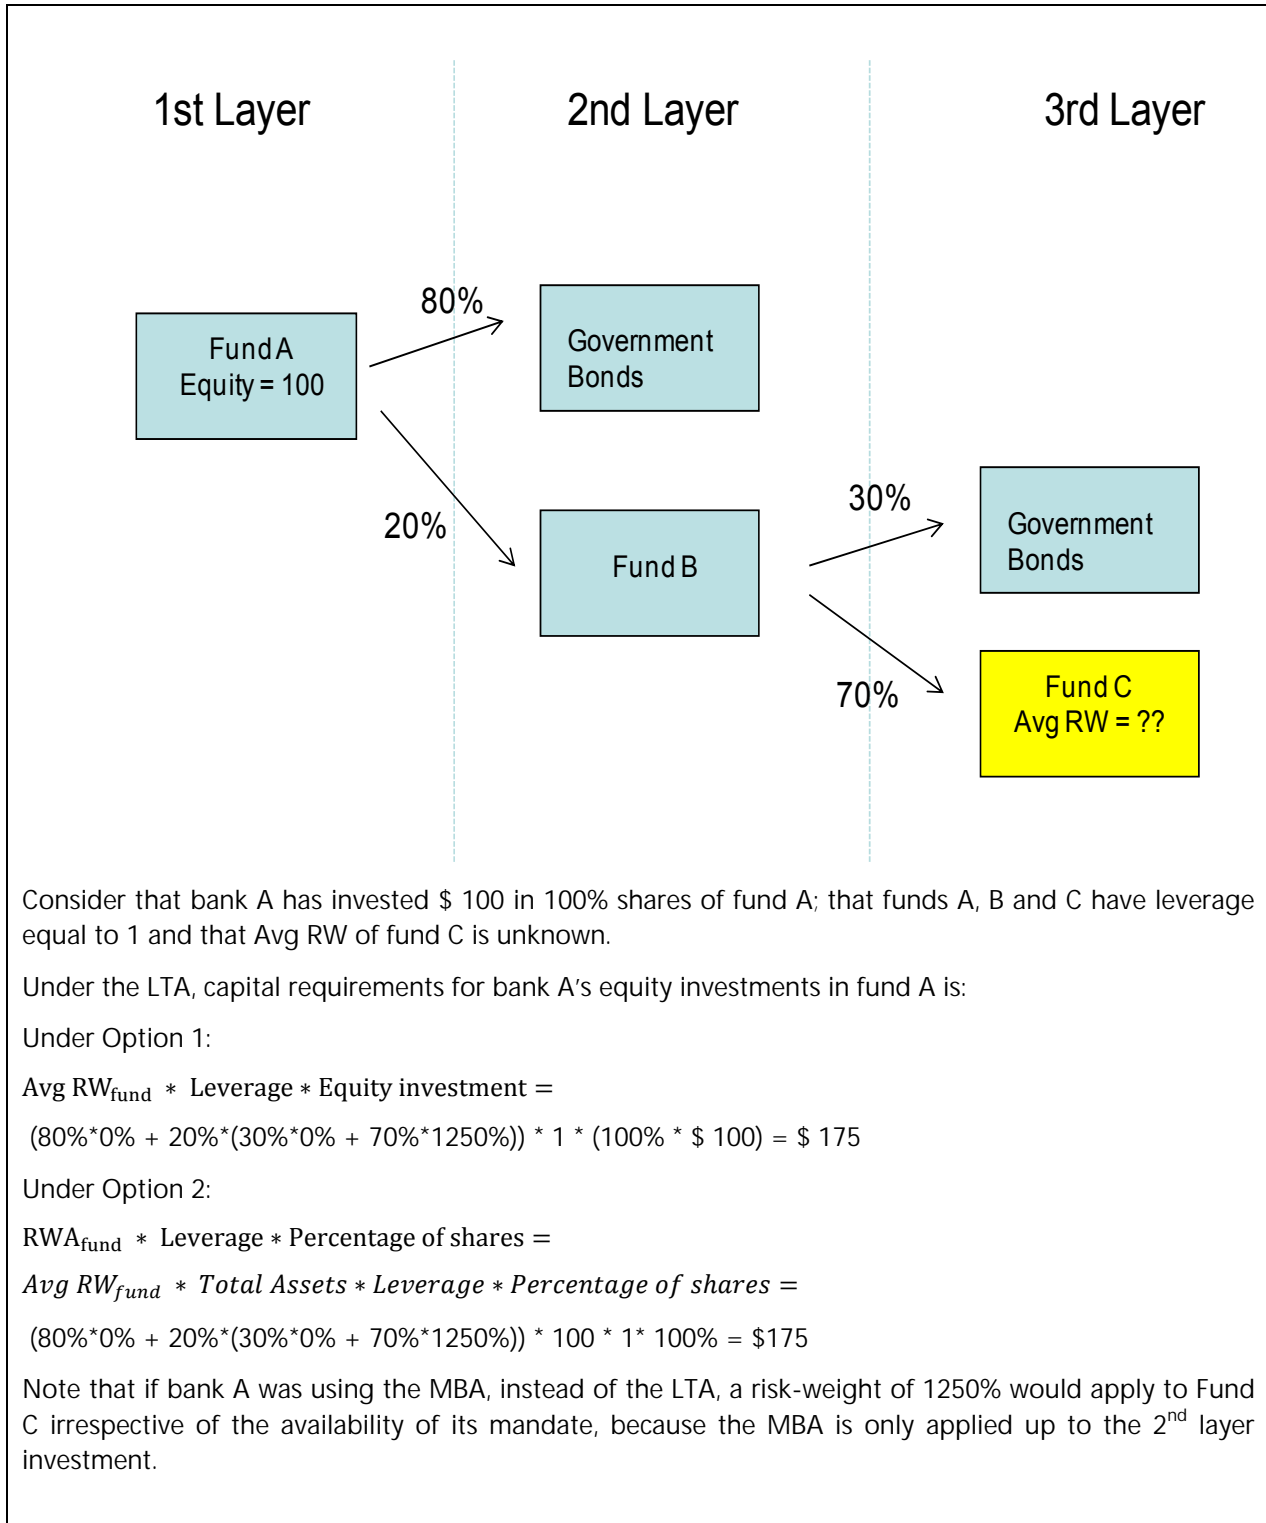 1st Layer
2nd Layer
3rd Layer
80%
Fund A
Equity = 100
Government
Bonds
20%
Fund B
30%
Government
Bonds
70%
Fund C
Avg RW = ??
Consider that bank A has invested $ 100 in 100% shares of fund A; that funds A, B and C have leverage
equal to 1 and that Avg RW of fund C is unknown.
Under the LTA, capital requirements for bank A's equity investments in fund A is:
Under Option 1:
Avg RWfund * Leverage * Equity investment =
(80%*0% + 20%*(30%*0% + 70%*1250%)) * 1 * (100% * $ 100) = $ 175
Under Option 2:
RWAfund * Leverage * Percentage of shares =
Avg RWfund * Total Assets * Leverage * Percentage of shares =
(80%*0% + 20%*(30%*0% + 70%*1250%)) * 100 * 1* 100% = $175
Note that if bank A was using the MBA, instead of the LTA, a risk-weight of 1250% would apply to Fund
C irrespective of the availability of its mandate, because the MBA is only applied up to the 2nd layer
investment.